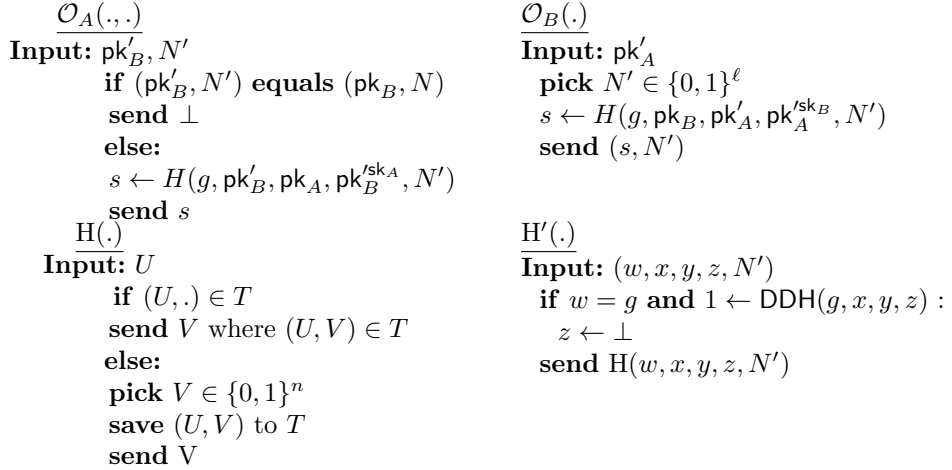 𝒪_A(.,.)
Input: pk′_B, N′
if (pk′_B, N′) equals (pk_B, N)
send ⊥
else:
s ← H(g, pk′_B, pk_A, pk′_B^{sk_A}, N′)
send s
𝒪_B(.)
Input: pk′_A
pick N′ ∈ {0, 1}^ℓ
s ← H(g, pk_B, pk′_A, pk′_A^{sk_B}, N′)
send (s, N′)
H(.)
Input: U
if (U, .) ∈ T
send V where (U, V) ∈ T
else:
pick V ∈ {0, 1}^n
save (U, V) to T
send V
H′(.)
Input: (w, x, y, z, N′)
if w = g and 1 ← DDH(g, x, y, z) :
z ← ⊥
send H(w, x, y, z, N′)